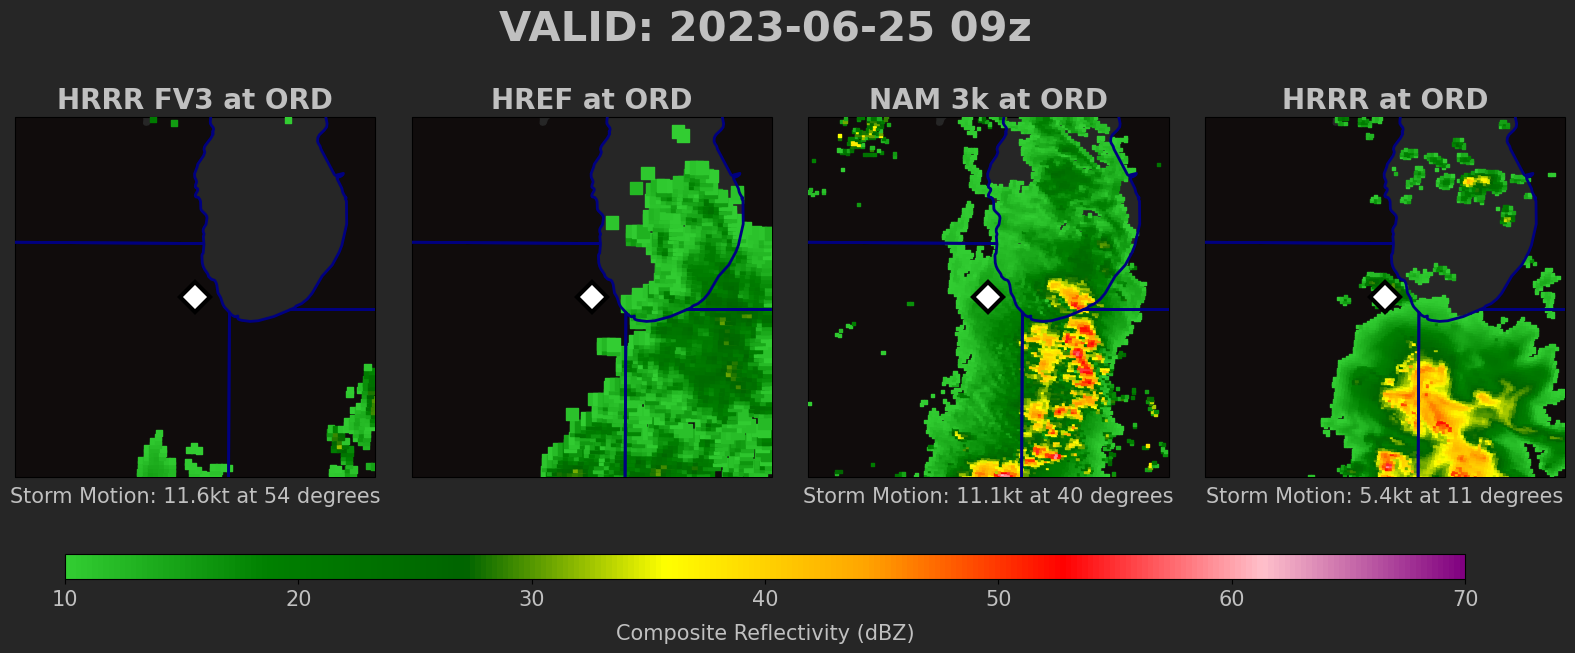 VALID: 2023-06-25 09z
HRRR FV3 at ORD
HREF at ORD
NAM 3k at ORD
HRRR at ORD
Storm Motion: 11.6kt at 54 degrees
Storm Motion: 11.1kt at 40 degrees
Storm Motion: 5.4kt at 11 degrees
10 20 30 40 50 60 70
Composite Reflectivity (dBZ)